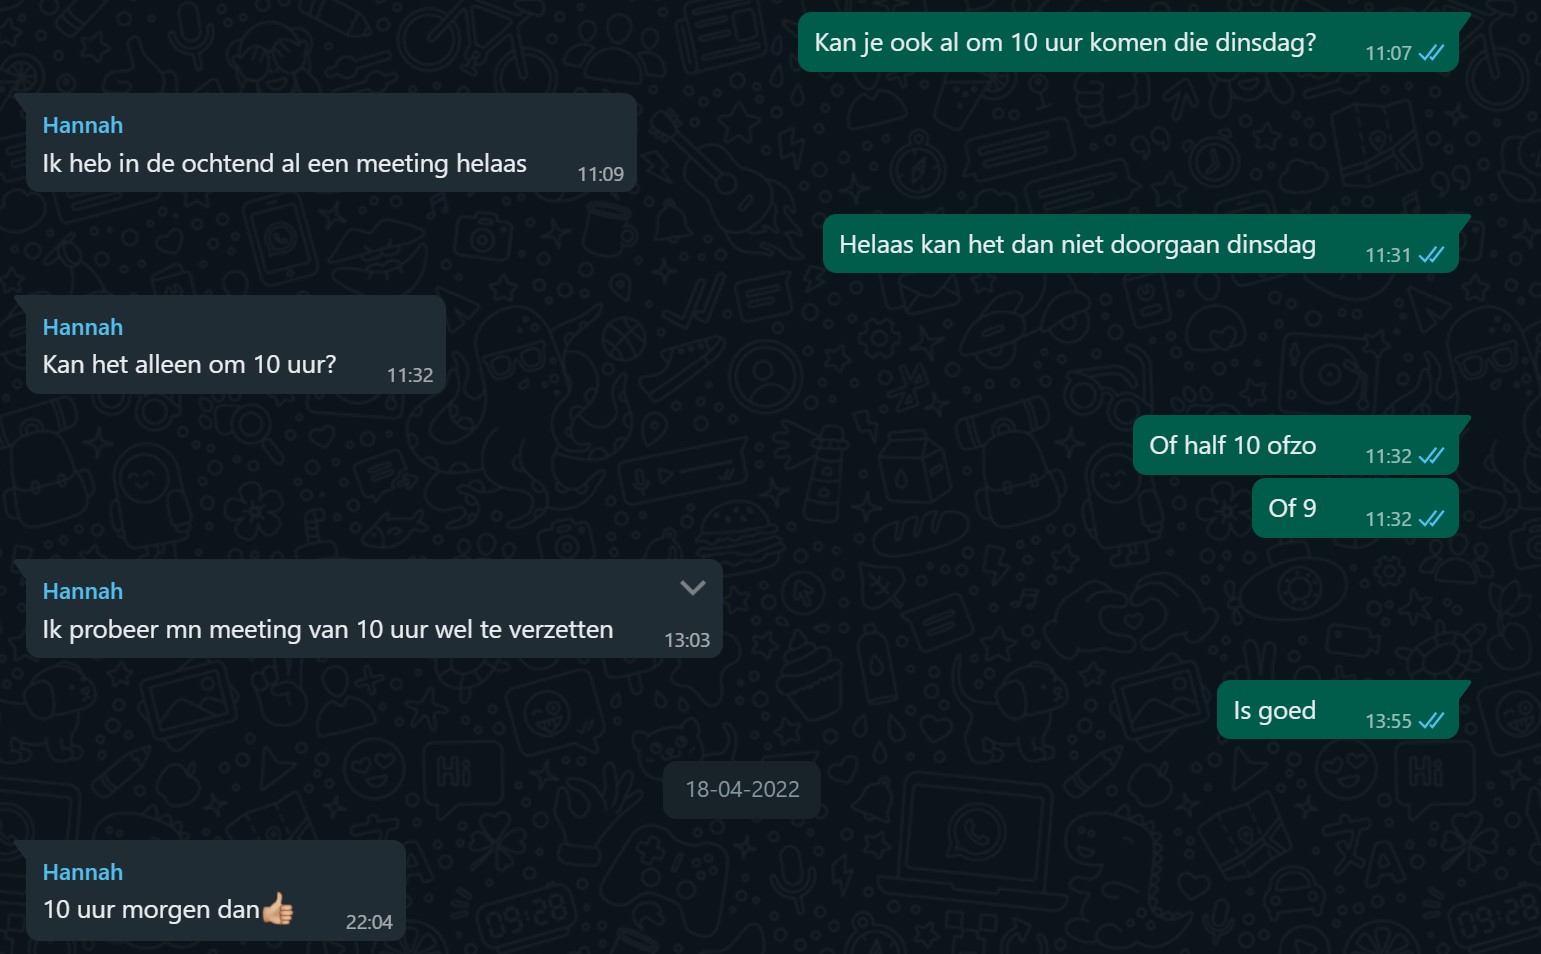 Kan je ook al om 10 uur komen die dinsdag?
11:07
Hannah
Ik heb in de ochtend al een meeting helaas
11:09
Helaas kan het dan niet doorgaan dinsdag
11:31
Hannah
Kan het alleen om 10 uur?
11:32
Of half 10 ofzo
11:32
Of 9
11:32
Hannah
Ik probeer mn meeting van 10 uur wel te verzetten
13:03
Is goed
13:55
18-04-2022
Hannah
10 uur morgen dan👍🏼
22:04